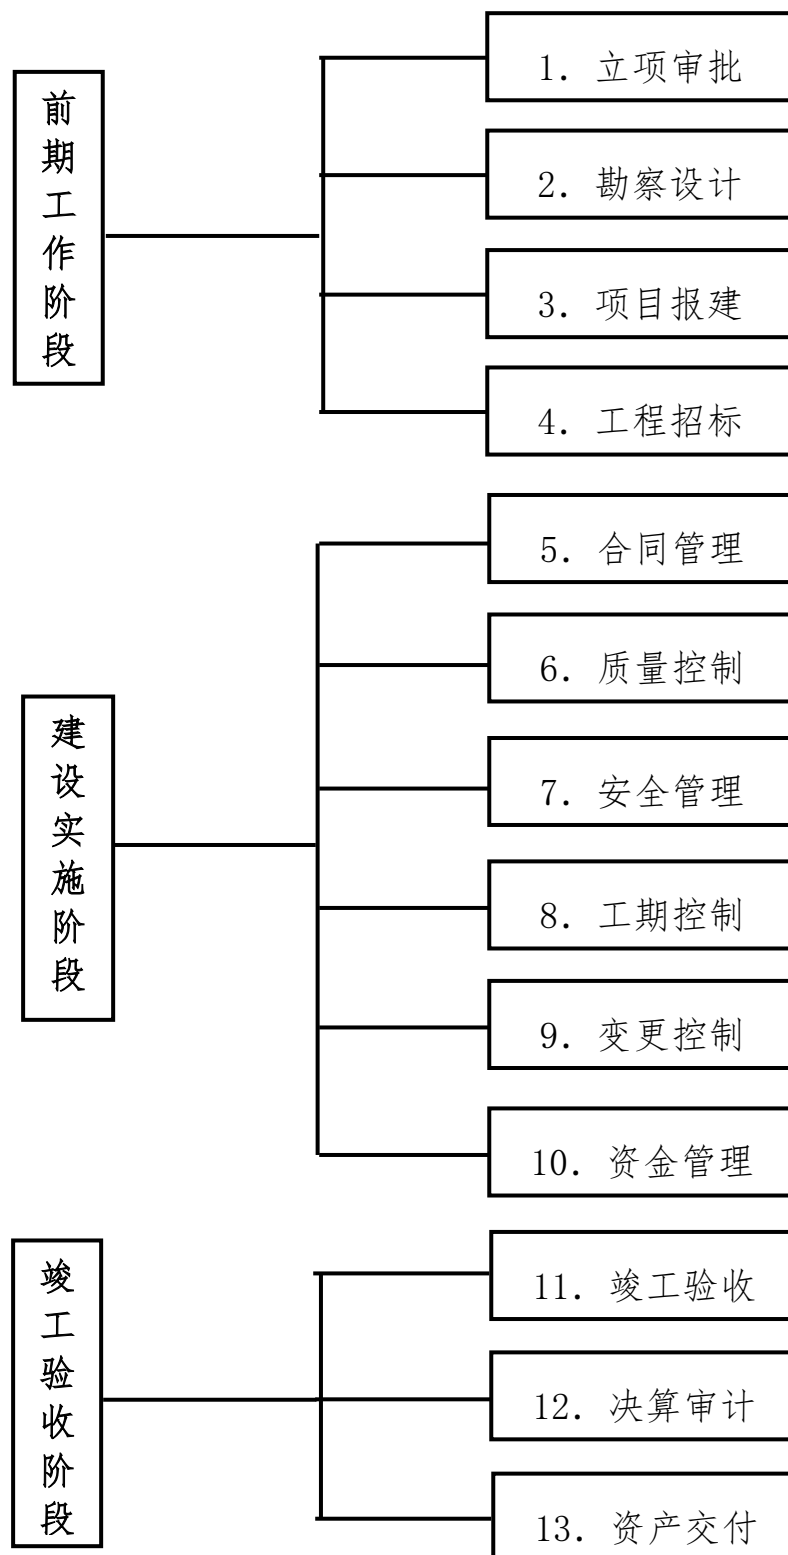 前期工作阶段
1. 立项审批
2. 勘察设计
3. 项目报建
4. 工程招标
建设实施阶段
5. 合同管理
6. 质量控制
7. 安全管理
8. 工期控制
9. 变更控制
10. 资金管理
竣工验收阶段
11. 竣工验收
12. 决算审计
13. 资产交付